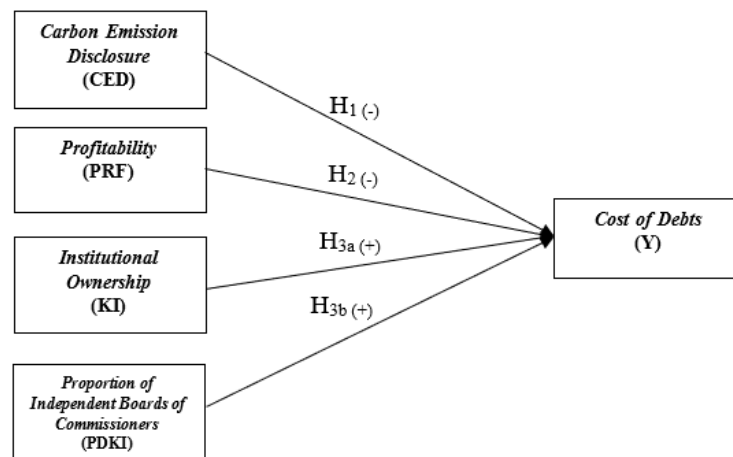 Carbon Emission
Disclosure
(CED)
H1 (-)
Profitability
(PRF)
H2 (-)
Cost of Debts
(Y)
Institutional
Ownership
(KI)
H3a (+)
H3b (+)
Proportion of
Independent Boards of
Commissioners
(PDKI)